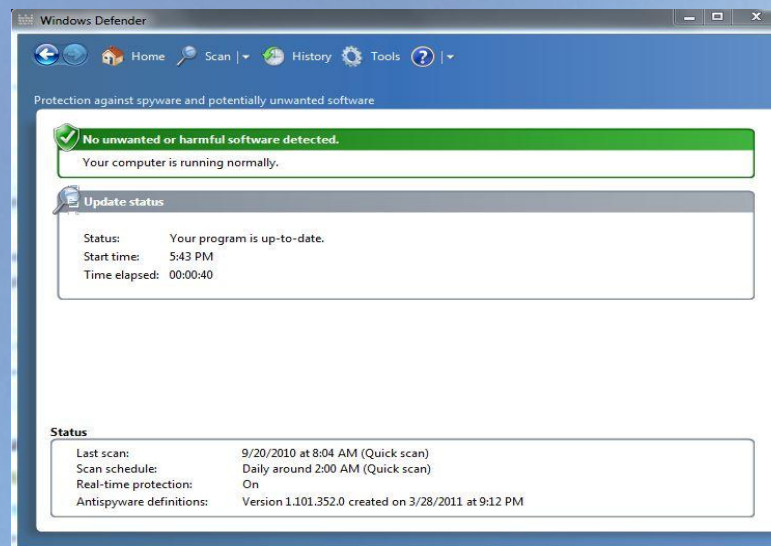 Windows Defender
Home Scan History Tools
Protection against spyware and potentially unwanted software
No unwanted or harmful software detected.
Your computer is running normally.
Update status
Status: Your program is up-to-date.
Start time: 5:43 PM
Time elapsed: 00:00:40
Status
Last scan: 9/20/2010 at 8:04 AM (Quick scan)
Scan schedule: Daily around 2:00 AM (Quick scan)
Real-time protection: On
Antispyware definitions: Version 1.101.352.0 created on 3/28/2011 at 9:12 PM